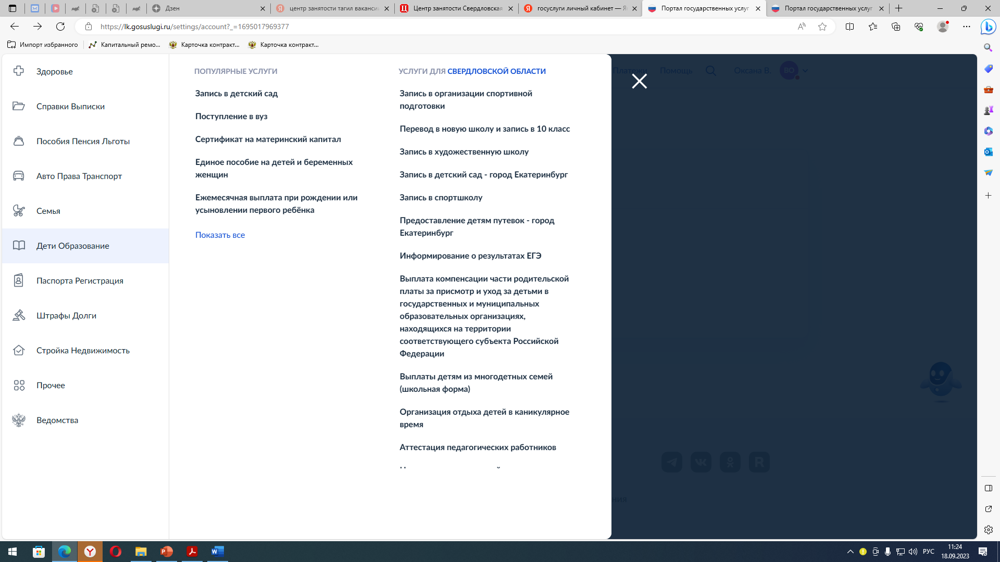 Дзен
центр занятости тагил ваканси
Центр занятости Свердловская
госуслуги личный кабинет — Я
Портал государственных услуг
Портал государственных услуг
https://lk.gosuslugi.ru/settings/account?_=1695017969377
Импорт избранного
Капитальный ремо...
Карточка контракт...
Карточка контракт...
Здоровье
Справки Выписки
Пособия Пенсия Льготы
Авто Права Транспорт
Семья
Дети Образование
Паспорта Регистрация
Штрафы Долги
Стройка Недвижимость
Прочее
Ведомства
ПОПУЛЯРНЫЕ УСЛУГИ
Запись в детский сад
Поступление в вуз
Сертификат на материнский капитал
Единое пособие на детей и беременных
женщин
Ежемесячная выплата при рождении или
усыновлении первого ребёнка
Показать все
УСЛУГИ ДЛЯ СВЕРДЛОВСКОЙ ОБЛАСТИ
Запись в организации спортивной
подготовки
Перевод в новую школу и запись в 10 класс
Запись в художественную школу
Запись в детский сад - город Екатеринбург
Запись в спортшколу
Предоставление детям путевок - город
Екатеринбург
Информирование о результатах ЕГЭ
Выплата компенсации части родительской
платы за присмотр и уход за детьми в
государственных и муниципальных
образовательных организациях,
находящихся на территории
соответствующего субъекта Российской
Федерации
Выплаты детям из многодетных семей
(школьная форма)
Организация отдыха детей в каникулярное
время
Аттестация педагогических работников
Платежи
Помощь
Оксана В.
ВО
ния
РУС
11:24
18.09.2023